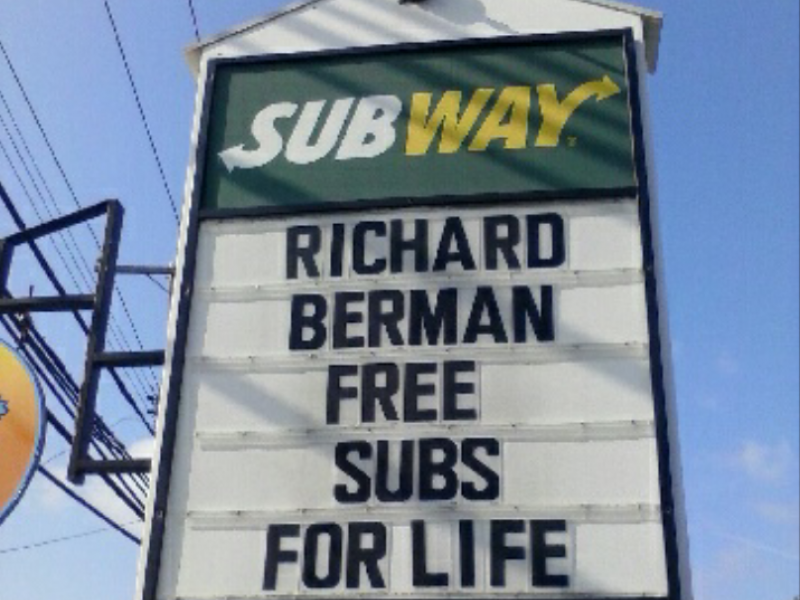 SUBWAY
RICHARD
BERMAN
FREE
SUBS
FOR LIFE